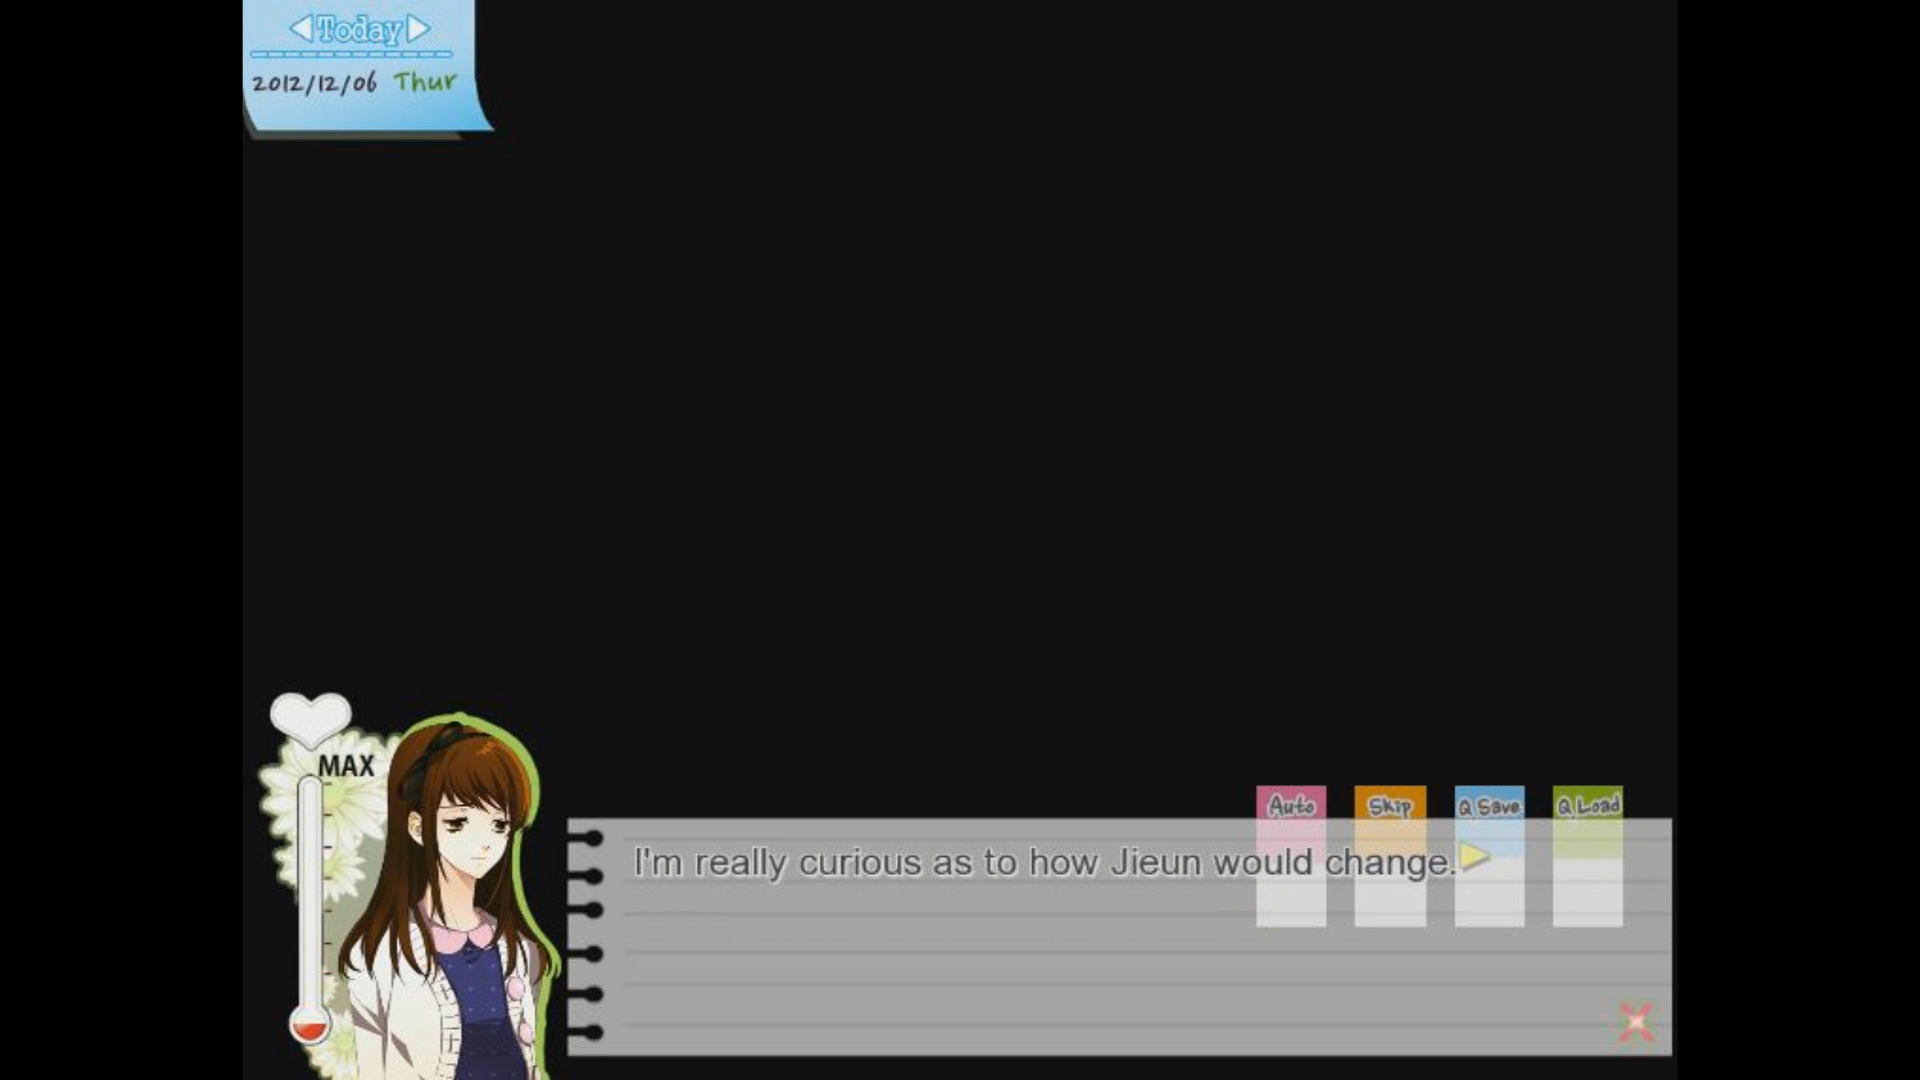 Today
2012/12/06 Thur
MAX
Auto
Skip
Q.Save
Q.Load
I'm really curious as to how Jieun would change.